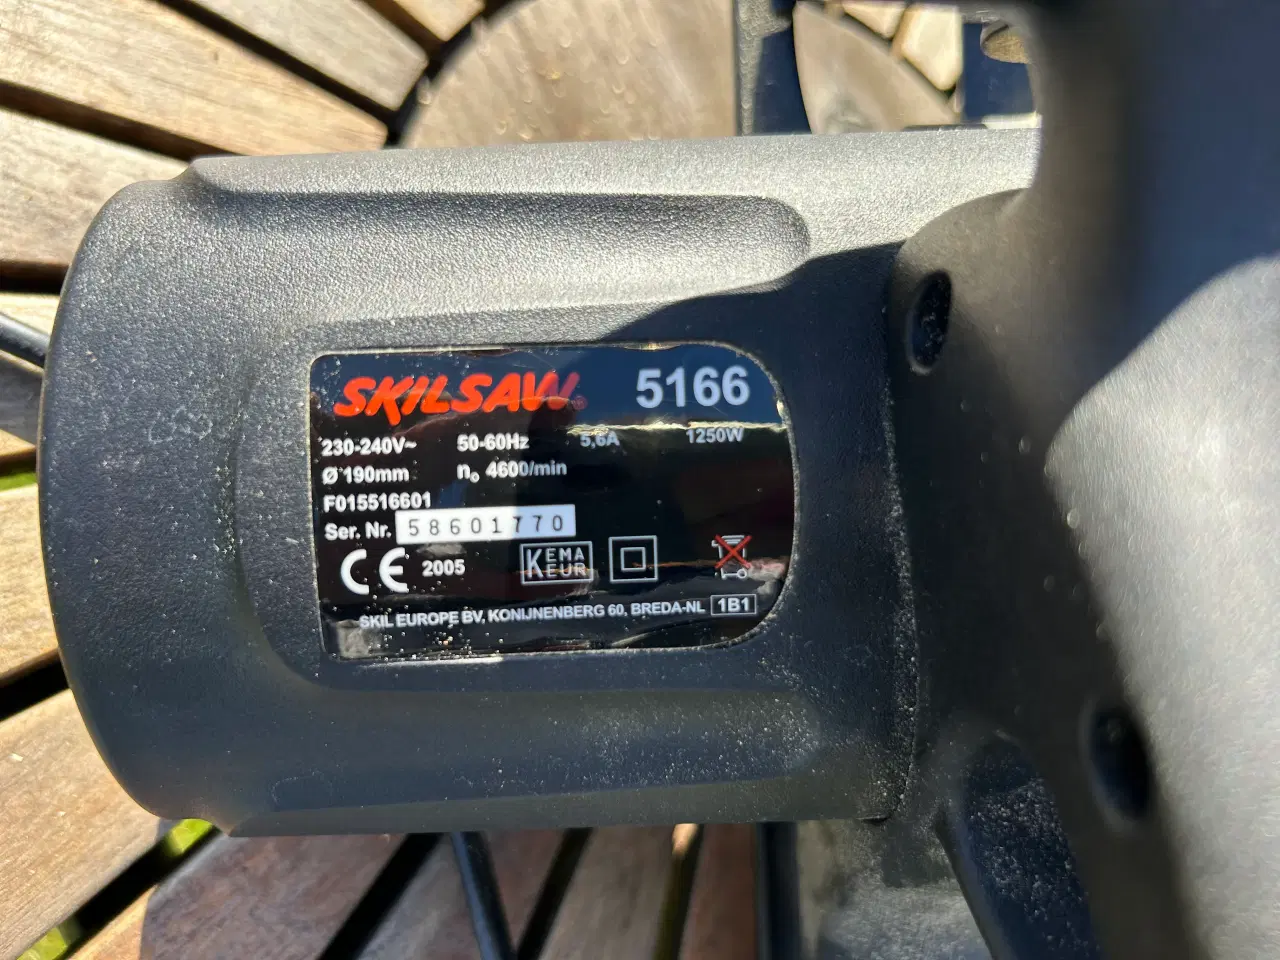 SKILSAW® 5166
230-240V~ 50-60Hz 5,6A 1250W
Ø 190mm n₀ 4600/min
F015516601
Ser. Nr. 58601770
CE 2005 KEMA EUR
SKIL EUROPE BV, KONIJNENBERG 60, BREDA-NL 1B1